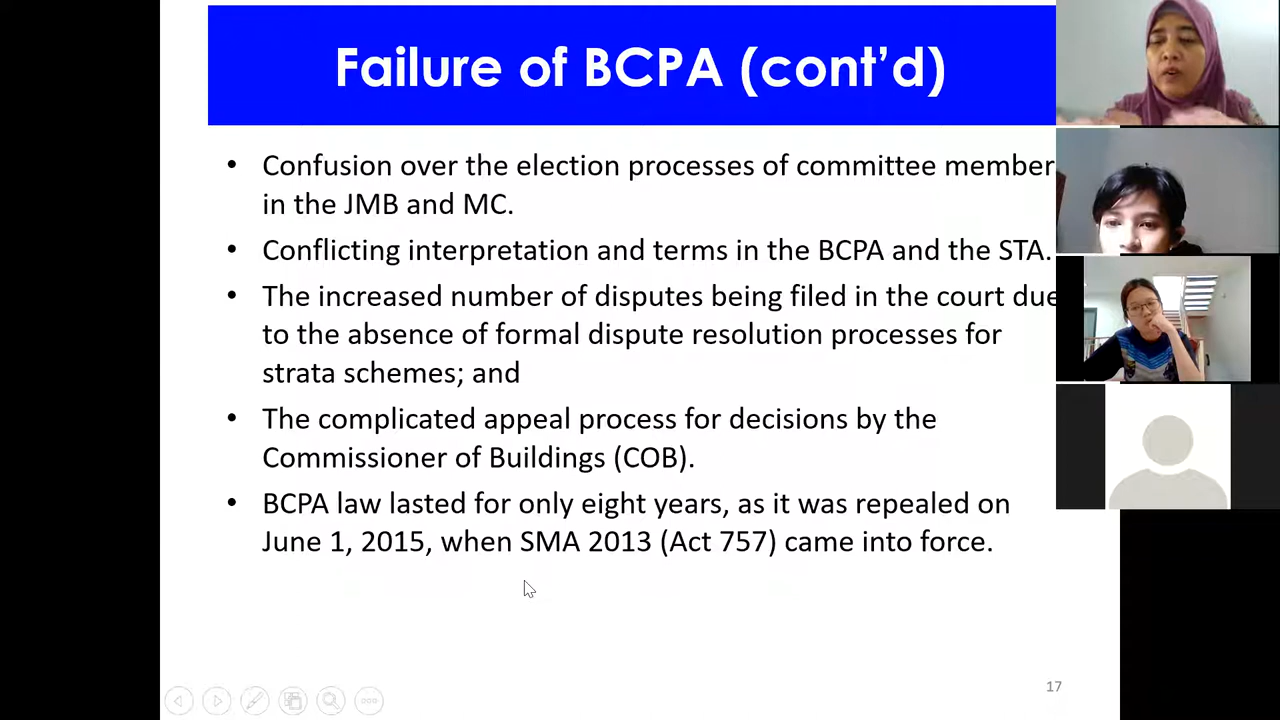 Failure of BCPA (cont’d)
• Confusion over the election processes of committee member
in the JMB and MC.
• Conflicting interpretation and terms in the BCPA and the STA.
• The increased number of disputes being filed in the court due
to the absence of formal dispute resolution processes for
strata schemes; and
• The complicated appeal process for decisions by the
Commissioner of Buildings (COB).
• BCPA law lasted for only eight years, as it was repealed on
June 1, 2015, when SMA 2013 (Act 757) came into force.
17